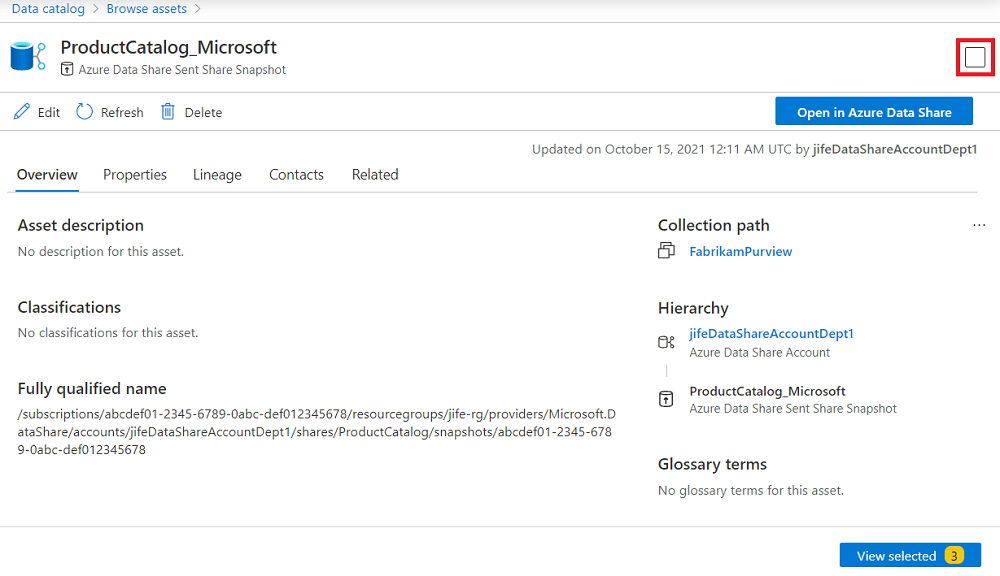 Data catalog > Browse assets >
ProductCatalog_Microsoft
Azure Data Share Sent Share Snapshot
Edit Refresh Delete
Open in Azure Data Share
Updated on October 15, 2021 12:11 AM UTC by jifeDataShareAccountDept1
Overview Properties Lineage Contacts Related
Asset description
No description for this asset.
Classifications
No classifications for this asset.
Fully qualified name
/subscriptions/abcdef01-2345-6789-0abc-def012345678/resourcegroups/jife-rg/providers/Microsoft.D
ataShare/accounts/jifeDataShareAccountDept1/shares/ProductCatalog/snapshots/abcdef01-2345-678
9-0abc-def012345678
Collection path ...
FabrikamPurview
Hierarchy
jifeDataShareAccountDept1
Azure Data Share Account
ProductCatalog_Microsoft
Azure Data Share Sent Share Snapshot
Glossary terms
No glossary terms for this asset.
View selected 3